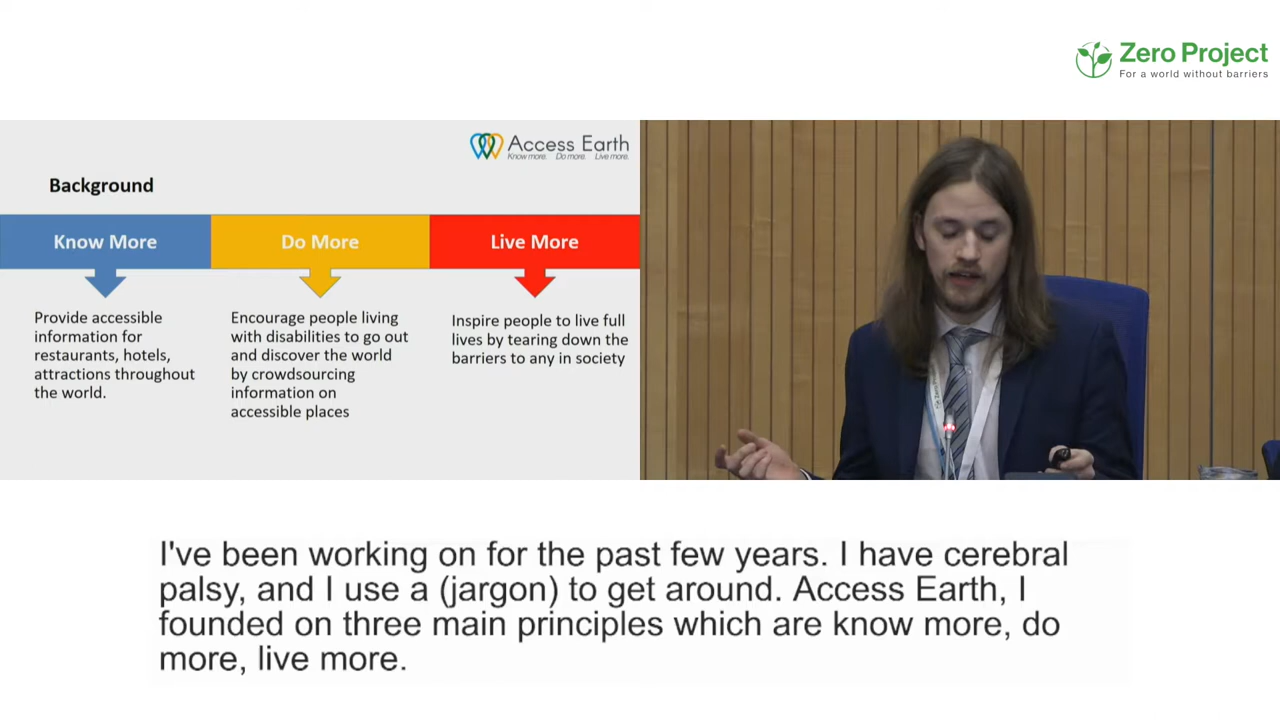 Zero Project
For a world without barriers
Access Earth
Know more. Do more. Live more.
Background
Know More
Do More
Live More
Provide accessible
information for
restaurants, hotels,
attractions throughout
the world.
Encourage people living
with disabilities to go out
and discover the world
by crowdsourcing
information on
accessible places
Inspire people to live full
lives by tearing down the
barriers to any in society
I've been working on for the past few years. I have cerebral
palsy, and I use a (jargon) to get around. Access Earth, I
founded on three main principles which are know more, do
more, live more.